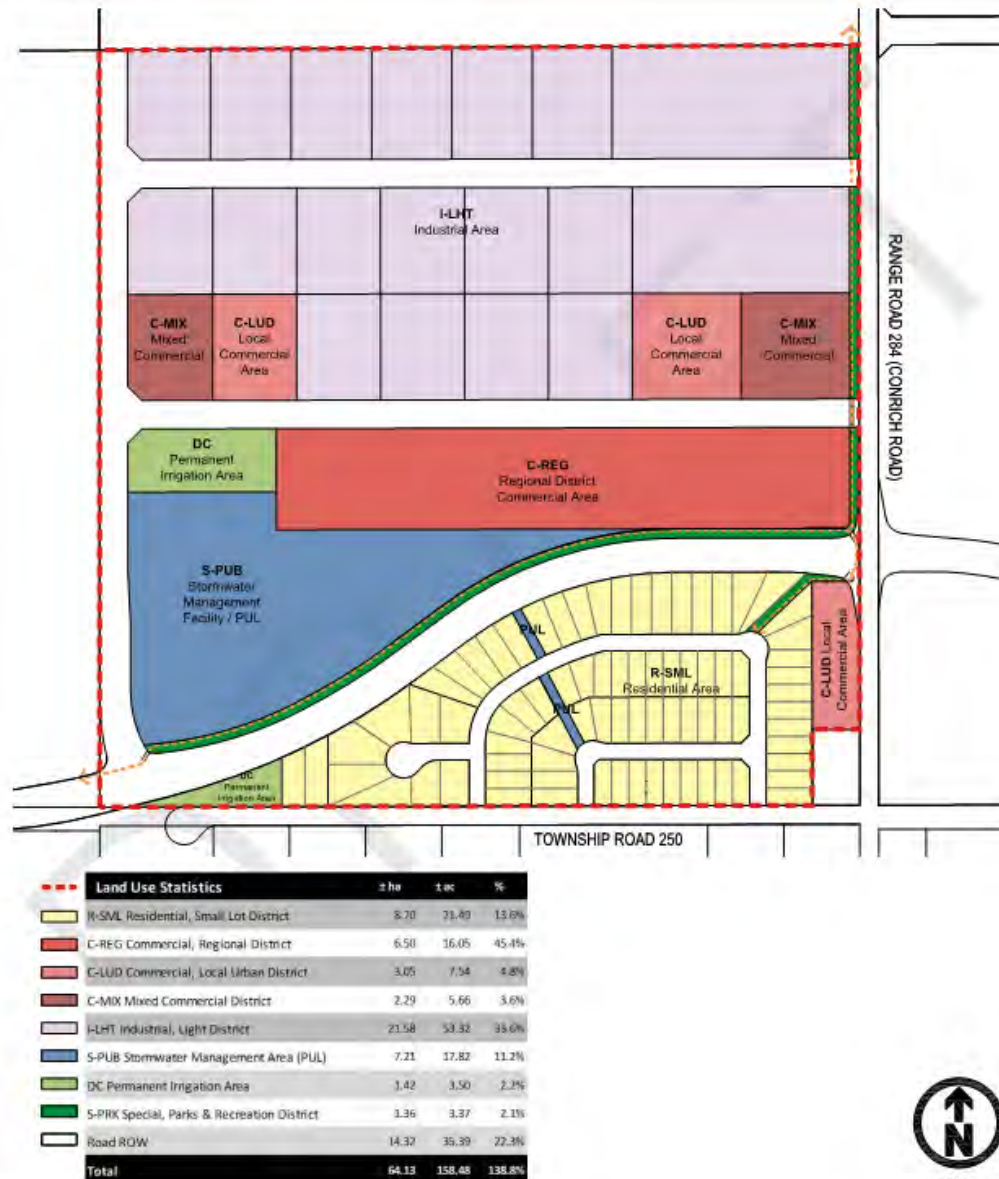 I-LHT
Industrial Area
C-MIX
Mixed
Commercial
C-LUD
Local
Commercial
Area
C-LUD
Local
Commercial
Area
C-MIX
Mixed
Commercial
RANGE ROAD 284 (CONRICH ROAD)
DC
Permanent
Irrigation Area
C-REG
Regional District
Commercial Area
S-PUB
Stormwater
Management
Facility / PUL
PUL
R-SML
Residential Area
PUL
C-LUD Local
Commercial Area
DC
Permanent
Irrigation Area
TOWNSHIP ROAD 250
Land Use Statistics ± ha ± ac %
R-SML Residential, Small Lot District 8.70 21.49 13.6%
C-REG Commercial, Regional District 6.50 16.05 45.4%
C-LUD Commercial, Local Urban District 3.05 7.54 4.8%
C-MIX Mixed Commercial District 2.29 5.66 3.6%
I-LHT Industrial, Light District 21.58 53.32 33.6%
S-PUB Stormwater Management Area (PUL) 7.21 17.82 11.2%
DC Permanent Irrigation Area 1.42 3.50 2.2%
S-PRK Special, Parks & Recreation District 1.36 3.37 2.1%
Road ROW 14.32 35.39 22.3%
Total 64.13 158.48 138.8%
N